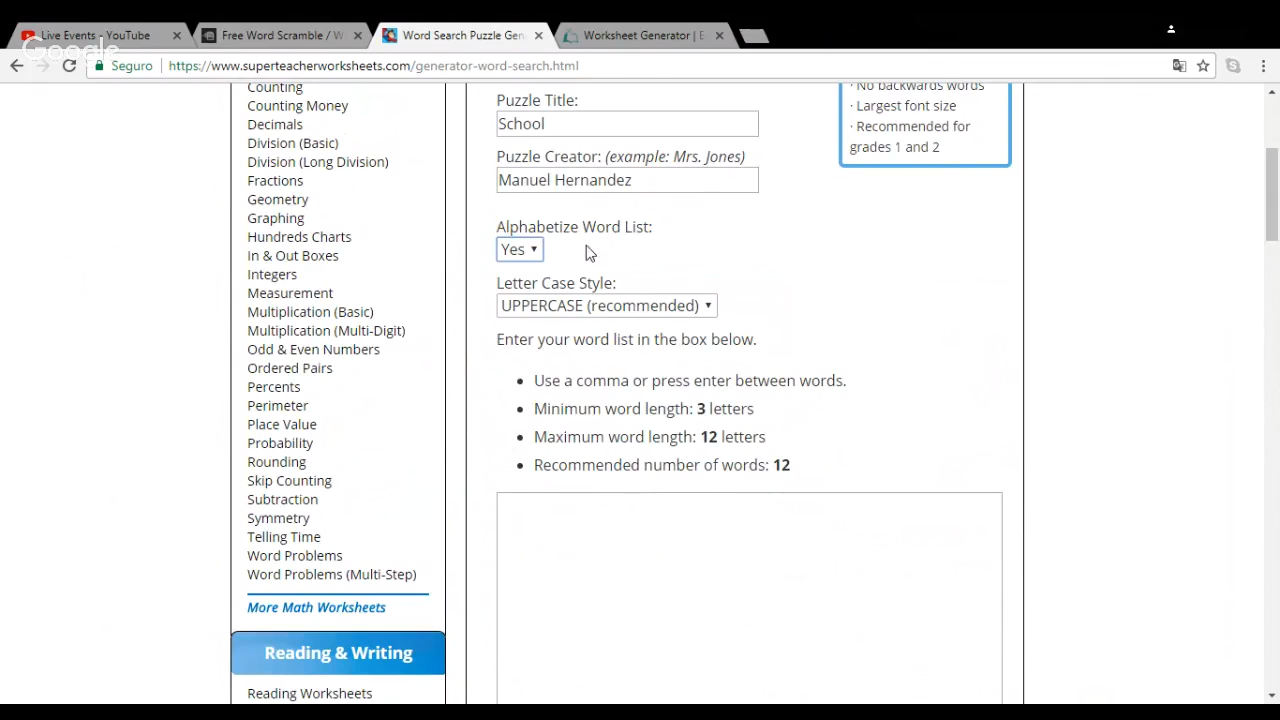 Live Events - YouTube
Free Word Scramble / W
Word Search Puzzle Gen
Worksheet Generator | E
Google
Seguro
https://www.superteacherworksheets.com/generator-word-search.html
Counting
Counting Money
Decimals
Division (Basic)
Division (Long Division)
Fractions
Geometry
Graphing
Hundreds Charts
In & Out Boxes
Integers
Measurement
Multiplication (Basic)
Multiplication (Multi-Digit)
Odd & Even Numbers
Ordered Pairs
Percents
Perimeter
Place Value
Probability
Rounding
Skip Counting
Subtraction
Symmetry
Telling Time
Word Problems
Word Problems (Multi-Step)
More Math Worksheets
Reading & Writing
Reading Worksheets
Puzzle Title:
School
Puzzle Creator: (example: Mrs. Jones)
Manuel Hernandez
Alphabetize Word List:
Yes
Letter Case Style:
UPPERCASE (recommended)
Enter your word list in the box below.
• Use a comma or press enter between words.
• Minimum word length: 3 letters
• Maximum word length: 12 letters
• Recommended number of words: 12
· No backwards words
· Largest font size
· Recommended for
grades 1 and 2